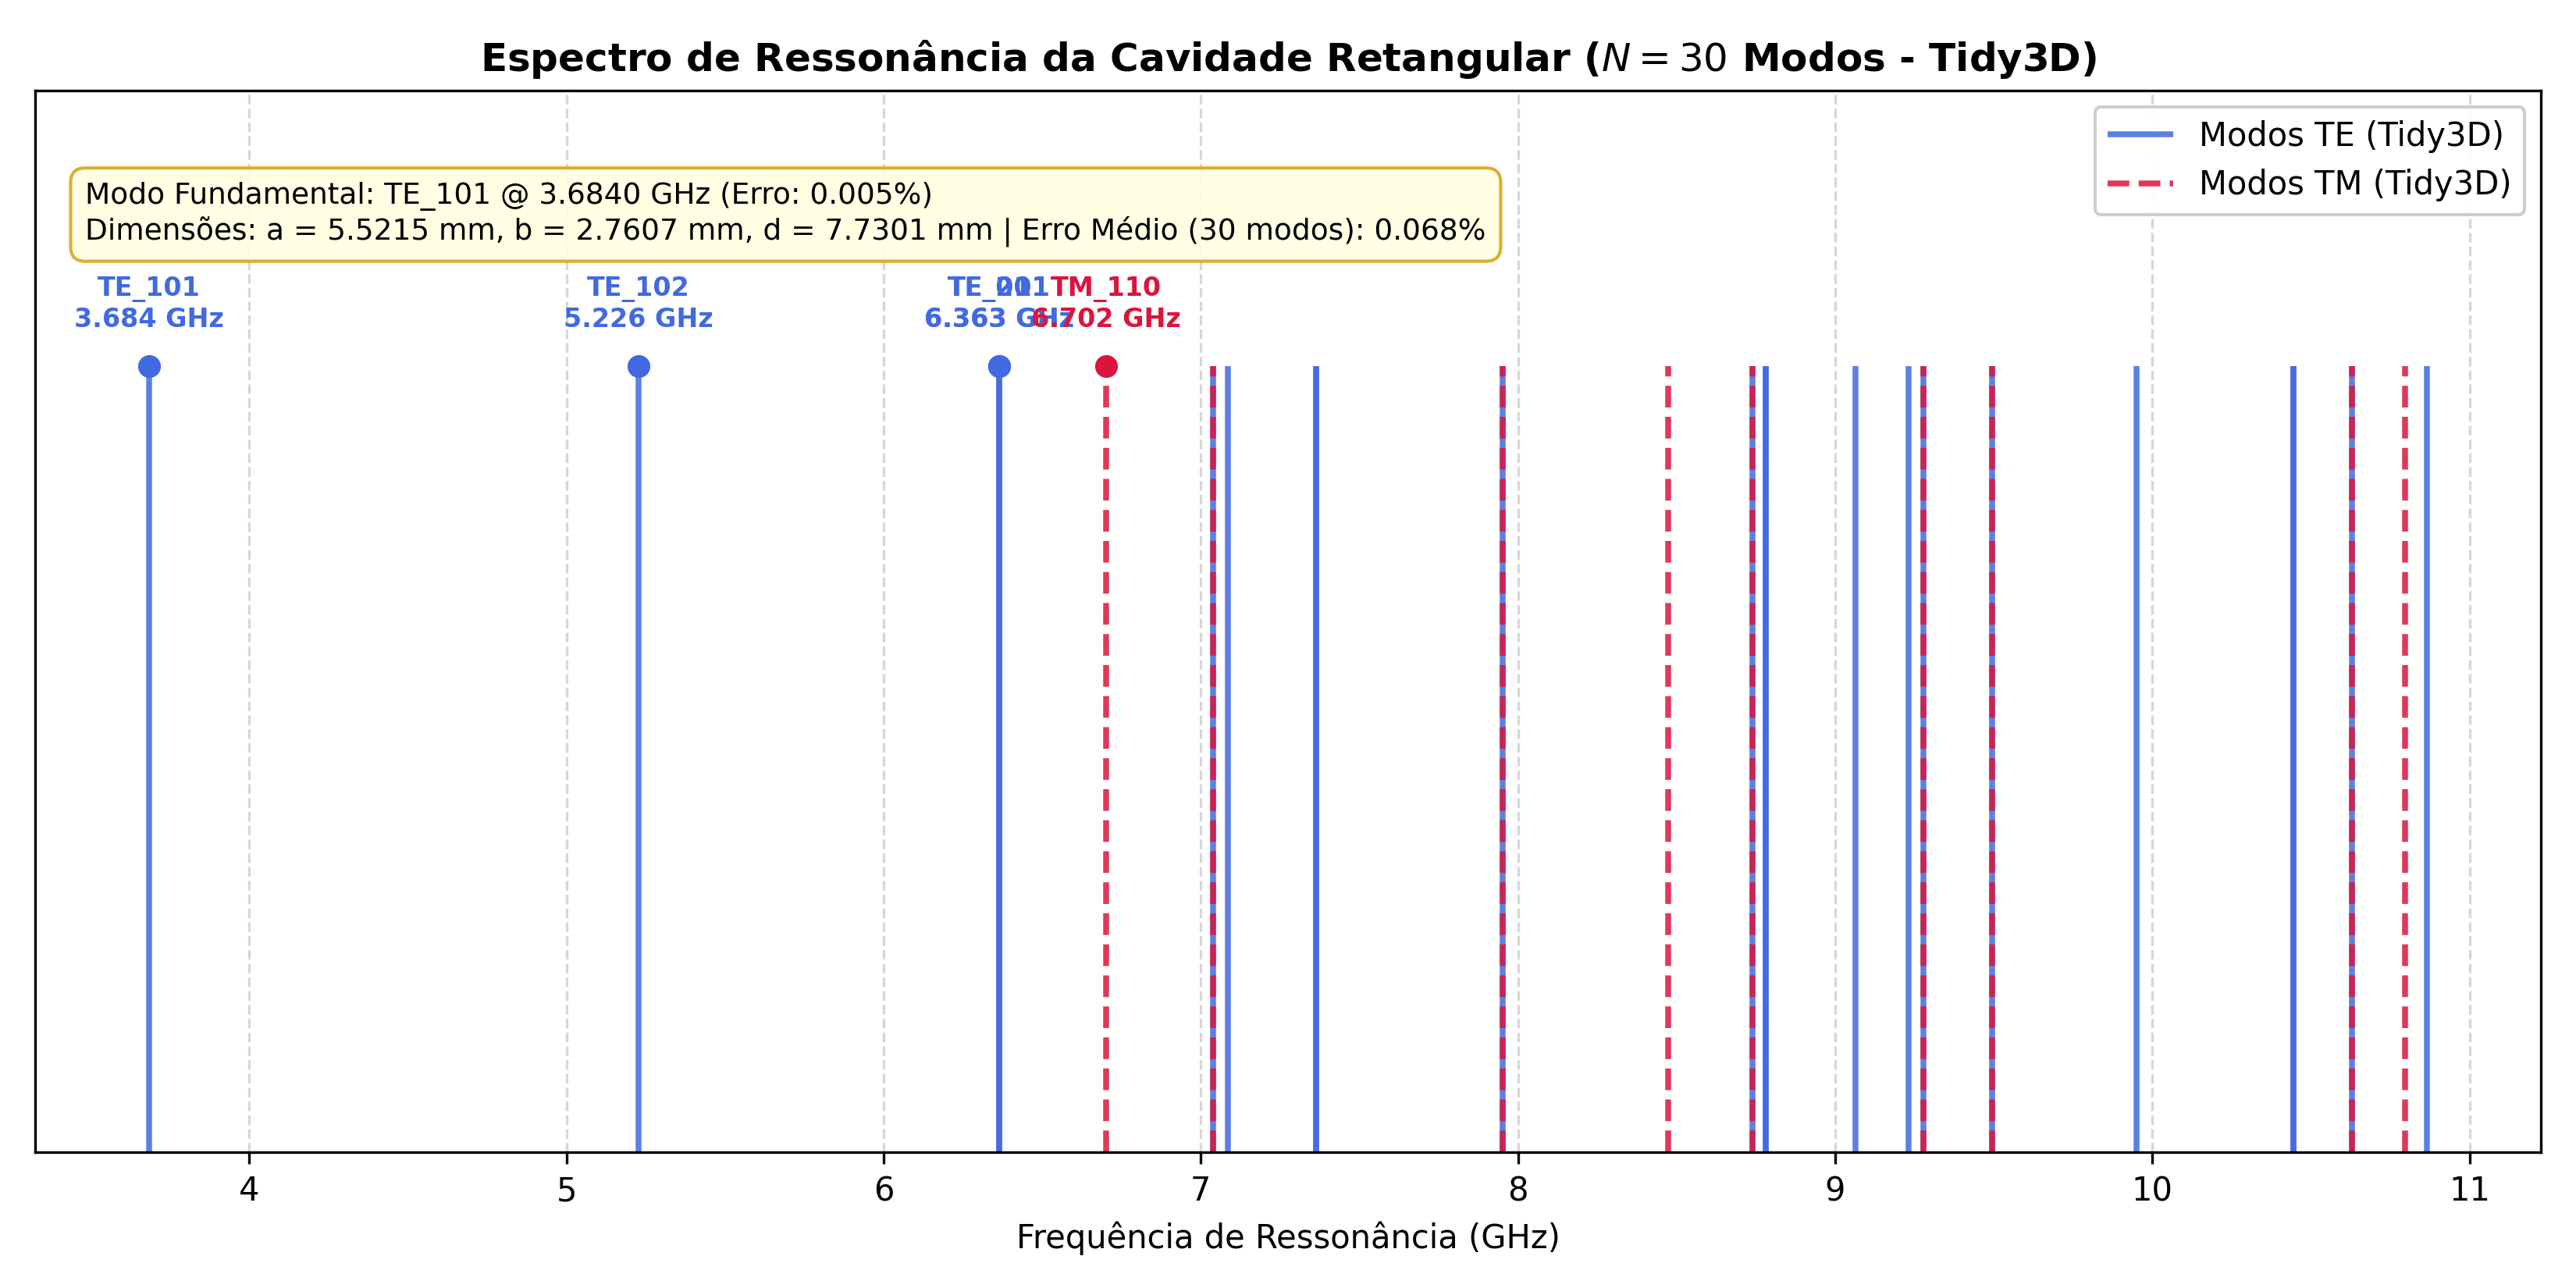 Espectro de Ressonância da Cavidade Retangular (N = 30 Modos - Tidy3D)
Modos TE (Tidy3D)
Modos TM (Tidy3D)
Modo Fundamental: TE_101 @ 3.6840 GHz (Erro: 0.005%)
Dimensões: a = 5.5215 mm, b = 2.7607 mm, d = 7.7301 mm | Erro Médio (30 modos): 0.068%
TE_101
3.684 GHz
TE_102
5.226 GHz
TM_110
6.363 GHz
6.702 GHz
4 5 6 7 8 9 10 11
Frequência de Ressonância (GHz)